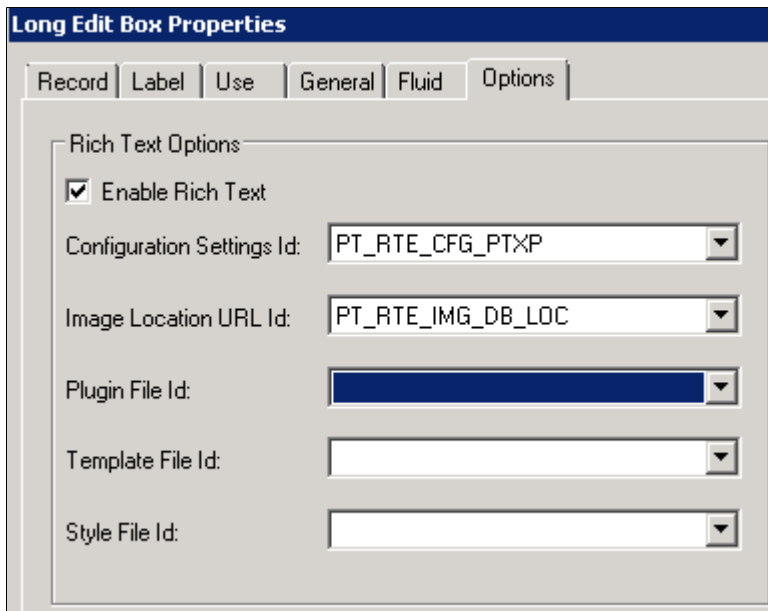 Long Edit Box Properties
Record Label Use General Fluid Options
Rich Text Options
Enable Rich Text
Configuration Settings Id: PT_RTE_CFG_PTXP
Image Location URL Id: PT_RTE_IMG_DB_LOC
Plugin File Id:
Template File Id:
Style File Id: